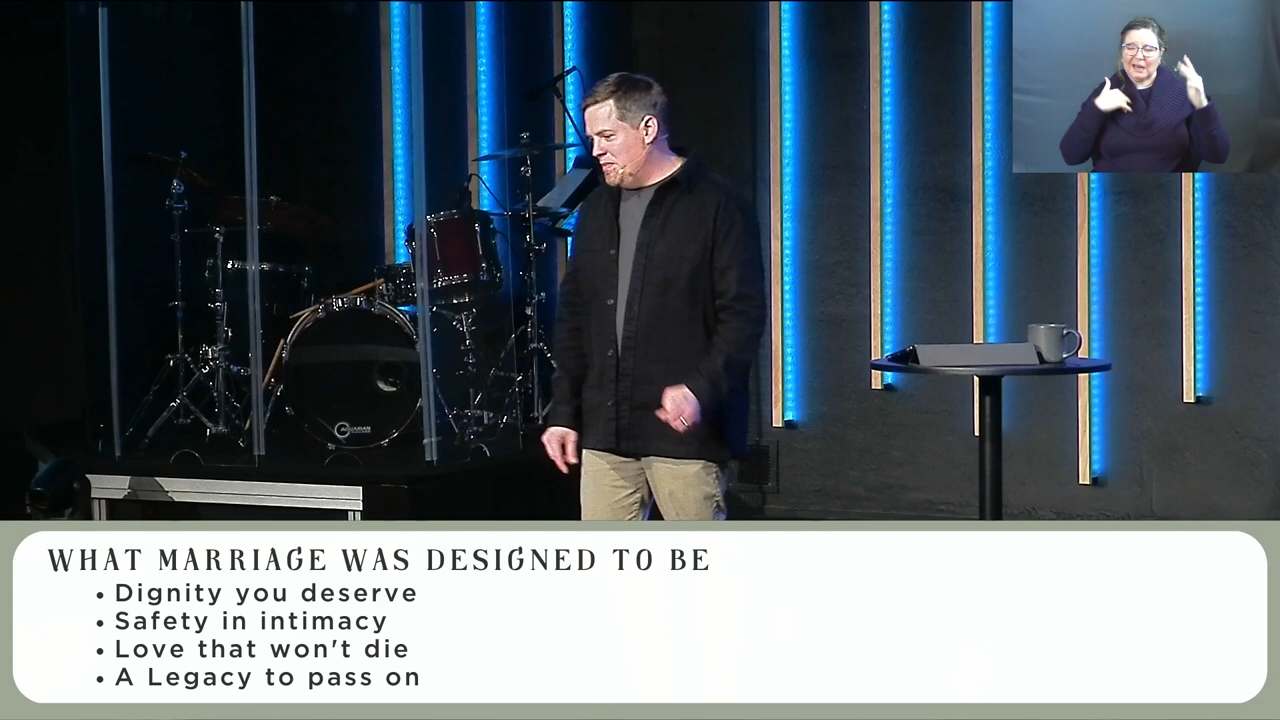 AQUARIAN
WHAT MARRIAGE WAS DESIGNED TO BE
• Dignity you deserve
• Safety in intimacy
• Love that won't die
• A Legacy to pass on